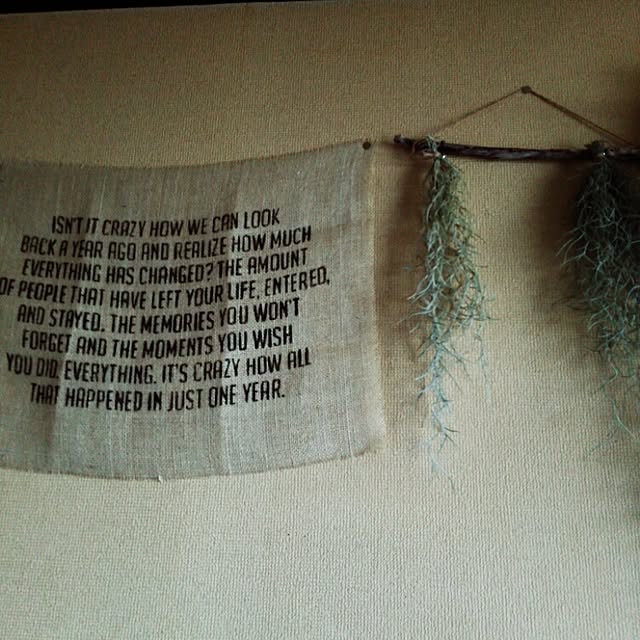 ISN'T IT CRAZY HOW WE CAN LOOK
BACK A YEAR AGO AND REALIZE HOW MUCH
EVERYTHING HAS CHANGED? THE AMOUNT
OF PEOPLE THAT HAVE LEFT YOUR LIFE, ENTERED,
AND STAYED. THE MEMORIES YOU WON'T
FORGET AND THE MOMENTS YOU WISH
YOU DID. EVERYTHING. IT'S CRAZY HOW ALL
THAT HAPPENED IN JUST ONE YEAR.